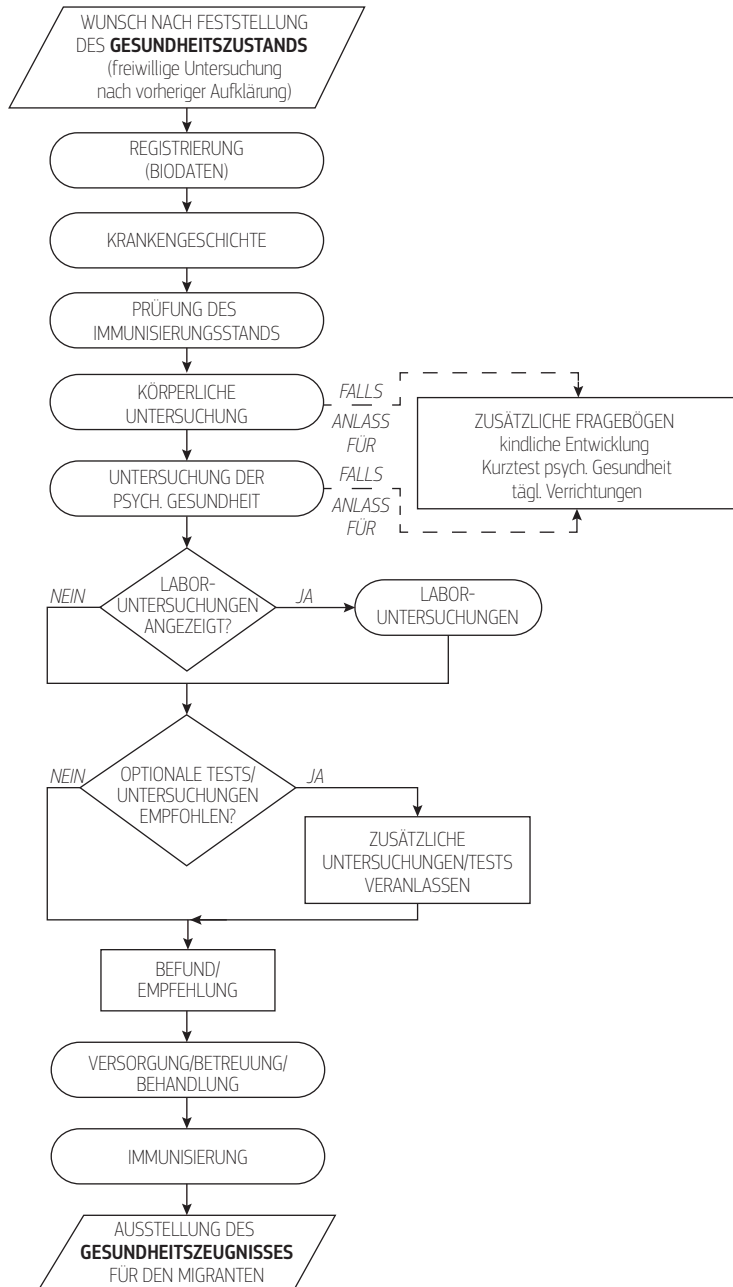 WUNSCH NACH FESTSTELLUNG
DES GESUNDHEITSZUSTANDS
(freiwillige Untersuchung
nach vorheriger Aufklärung)
REGISTRIERUNG
(BIODATEN)
KRANKENGESCHICHTE
PRÜFUNG DES
IMMUNISIERUNGSSTANDS
KÖRPERLICHE
UNTERSUCHUNG
FALLS
ANLASS
FÜR
ZUSÄTZLICHE FRAGEBÖGEN
kindliche Entwicklung
Kurztest psych. Gesundheit
tägl. Verrichtungen
UNTERSUCHUNG DER
PSYCH. GESUNDHEIT
FALLS
ANLASS
FÜR
NEIN
LABOR-
UNTERSUCHUNGEN
ANGEZEIGT?
JA
LABOR-
UNTERSUCHUNGEN
NEIN
OPTIONALE TESTS/
UNTERSUCHUNGEN
EMPFOHLEN?
JA
ZUSÄTZLICHE
UNTERSUCHUNGEN/TESTS
VERANLASSEN
BEFUND/
EMPFEHLUNG
VERSORGUNG/BETREUUNG/
BEHANDLUNG
IMMUNISIERUNG
AUSSTELLUNG DES
GESUNDHEITSZEUGNISSES
FÜR DEN MIGRANTEN